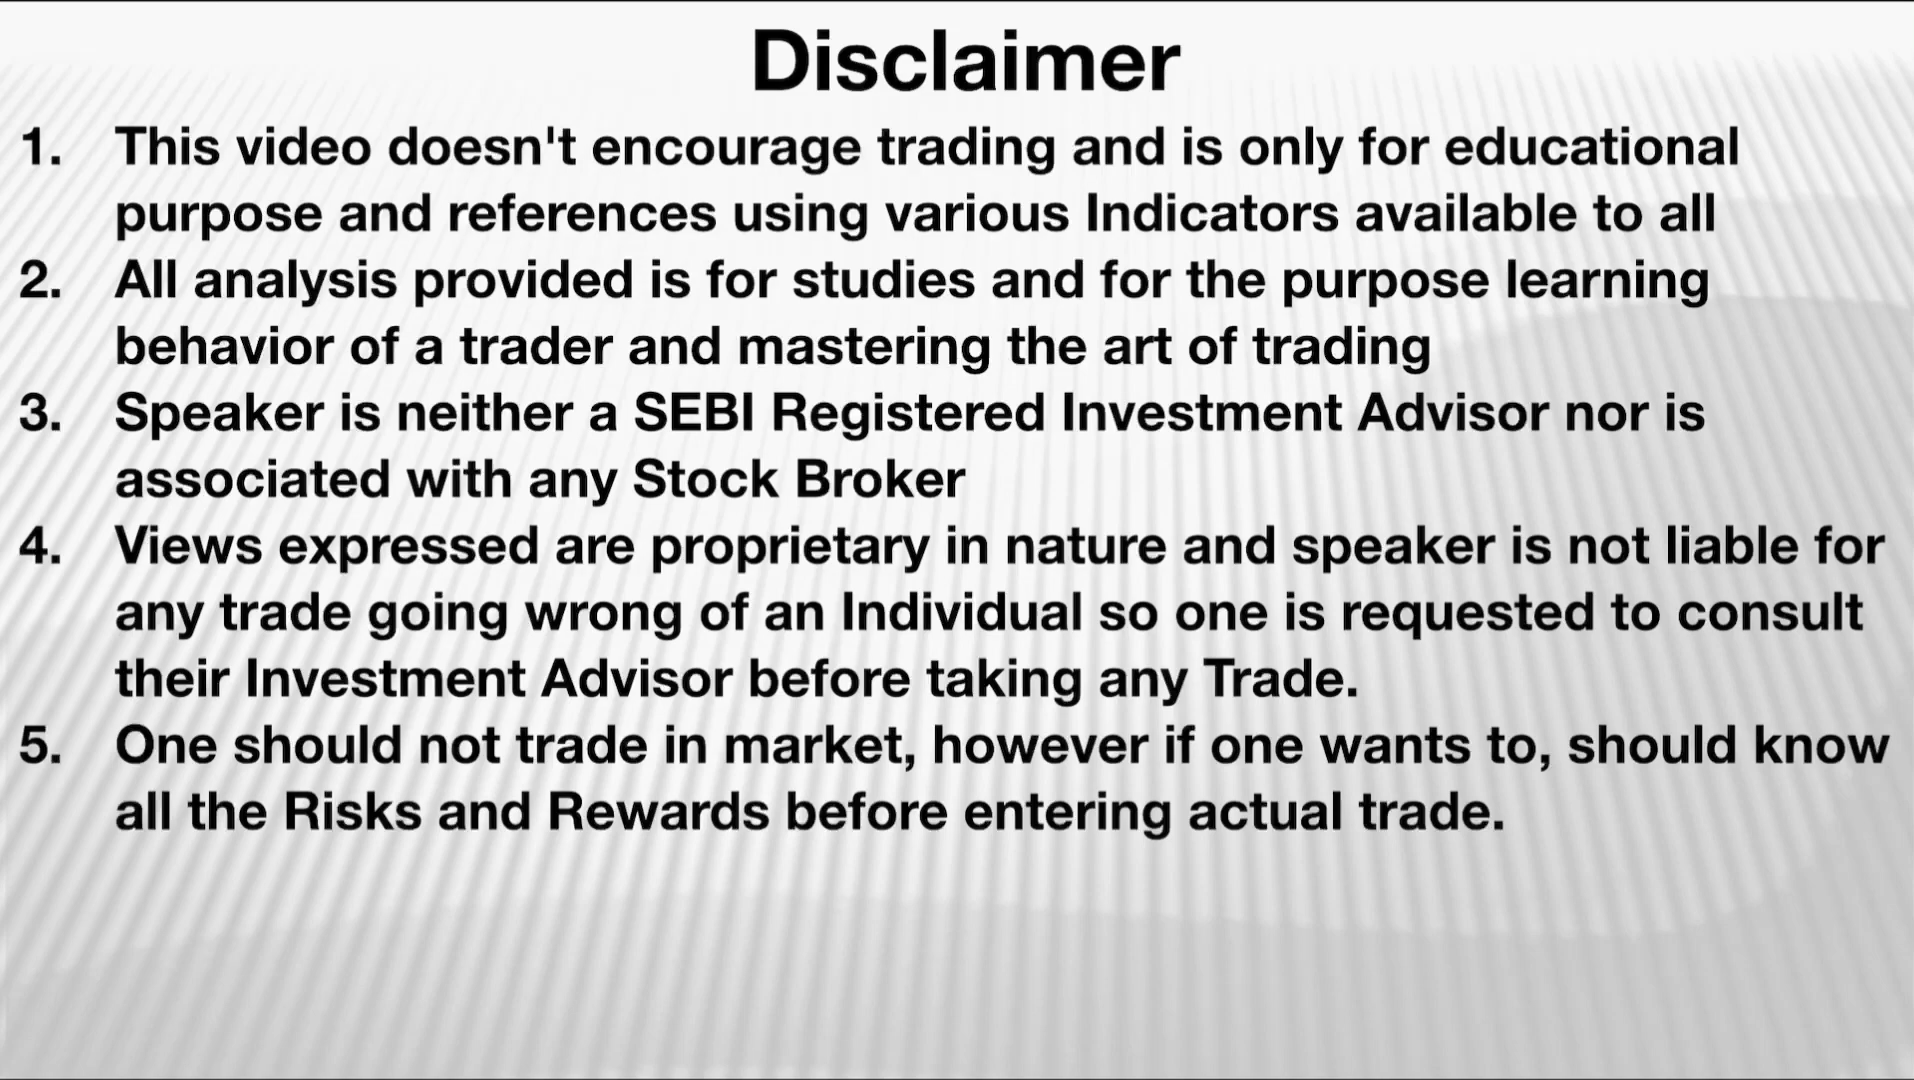 Disclaimer
1. This video doesn't encourage trading and is only for educational
purpose and references using various Indicators available to all
2. All analysis provided is for studies and for the purpose learning
behavior of a trader and mastering the art of trading
3. Speaker is neither a SEBI Registered Investment Advisor nor is
associated with any Stock Broker
4. Views expressed are proprietary in nature and speaker is not liable for
any trade going wrong of an Individual so one is requested to consult
their Investment Advisor before taking any Trade.
5. One should not trade in market, however if one wants to, should know
all the Risks and Rewards before entering actual trade.